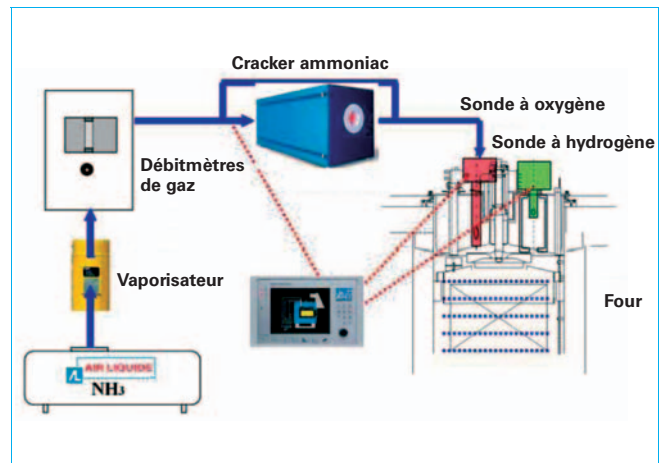 Cracker ammoniac
Sonde à oxygène
Sonde à hydrogène
Débitmètres
de gaz
Vaporisateur
Four
AIR LIQUIDE
NH3